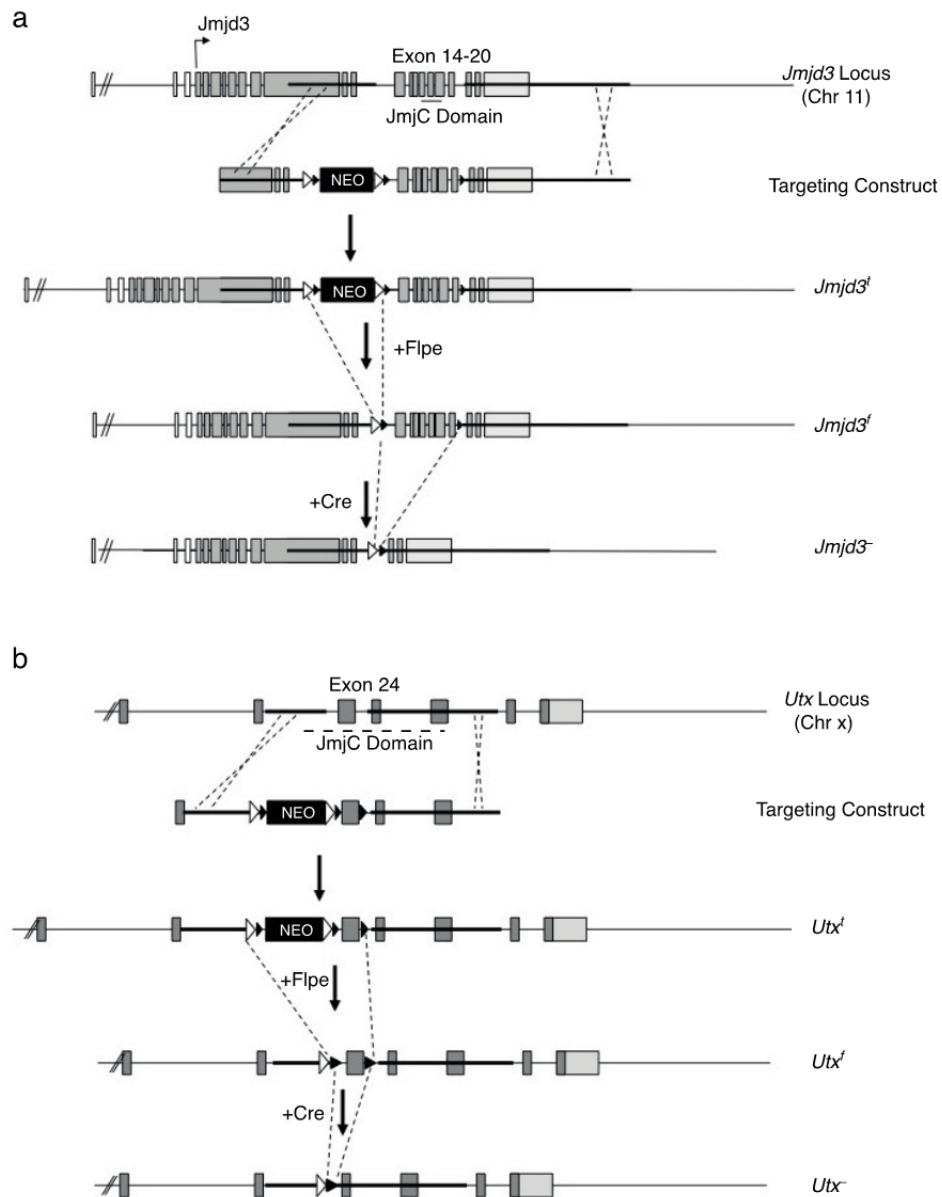 a
Jmjd3
Exon 14-20
Jmjd3 Locus
(Chr 11)
JmjC Domain
NEO
Targeting Construct
NEO
Jmjd3t
+Flpe
Jmjd3f
+Cre
Jmjd3–
b
Exon 24
Utx Locus
(Chr x)
JmjC Domain
NEO
Targeting Construct
NEO
Utxt
+Flpe
Utxf
+Cre
Utx–